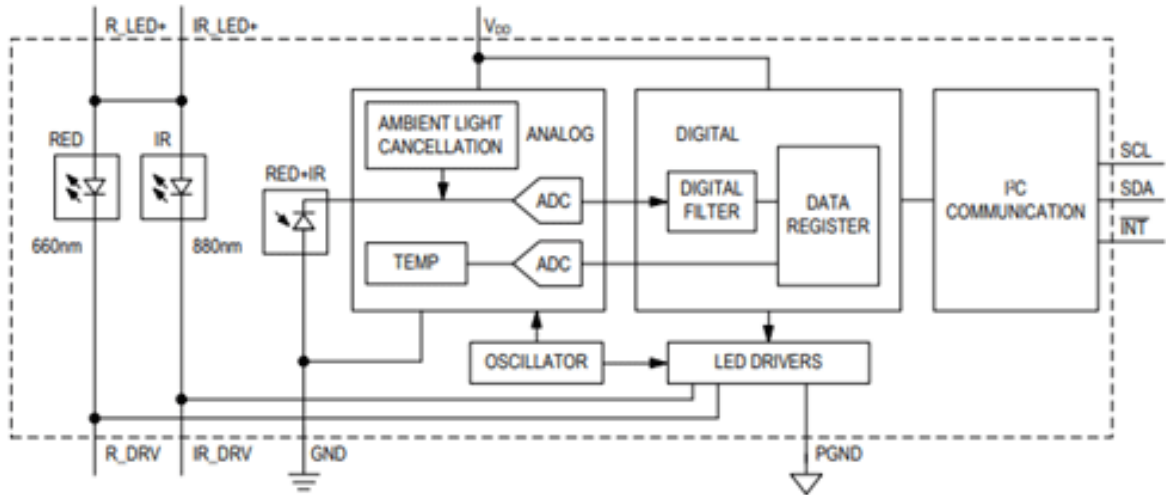 R_LED+
IR_LED+
VDD
RED
IR
660nm
880nm
RED+IR
AMBIENT LIGHT
CANCELLATION
ANALOG
ADC
TEMP
ADC
DIGITAL
DIGITAL
FILTER
DATA
REGISTER
I²C
COMMUNICATION
SCL
SDA
INT
OSCILLATOR
LED DRIVERS
R_DRV
IR_DRV
GND
PGND